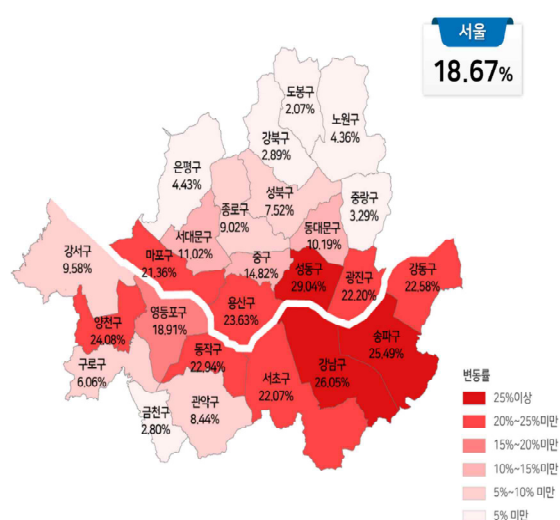 서울
18.67%
도봉구
2.07%
노원구
4.36%
강북구
2.89%
은평구
4.43%
성북구
7.52%
중랑구
3.29%
종로구
9.02%
서대문구
11.02%
동대문구
10.19%
강서구
9.58%
마포구
21.36%
중구
14.82%
성동구
29.04%
광진구
22.20%
강동구
22.58%
용산구
23.63%
양천구
24.08%
영등포구
18.91%
동작구
22.94%
송파구
25.49%
강남구
26.05%
서초구
22.07%
구로구
6.06%
관악구
8.44%
금천구
2.80%
변동률
25%이상
20%~25%미만
15%~20%미만
10%~15%미만
5%~10% 미만
5% 미만